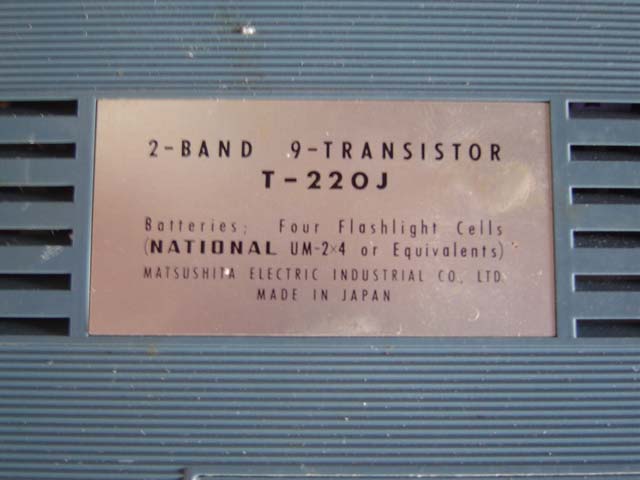 2-BAND 9-TRANSISTOR
T-220J
Batteries; Four Flashlight Cells
(NATIONAL UM-2×4 or Equivalents)
MATSUSHITA ELECTRIC INDUSTRIAL CO., LTD
MADE IN JAPAN